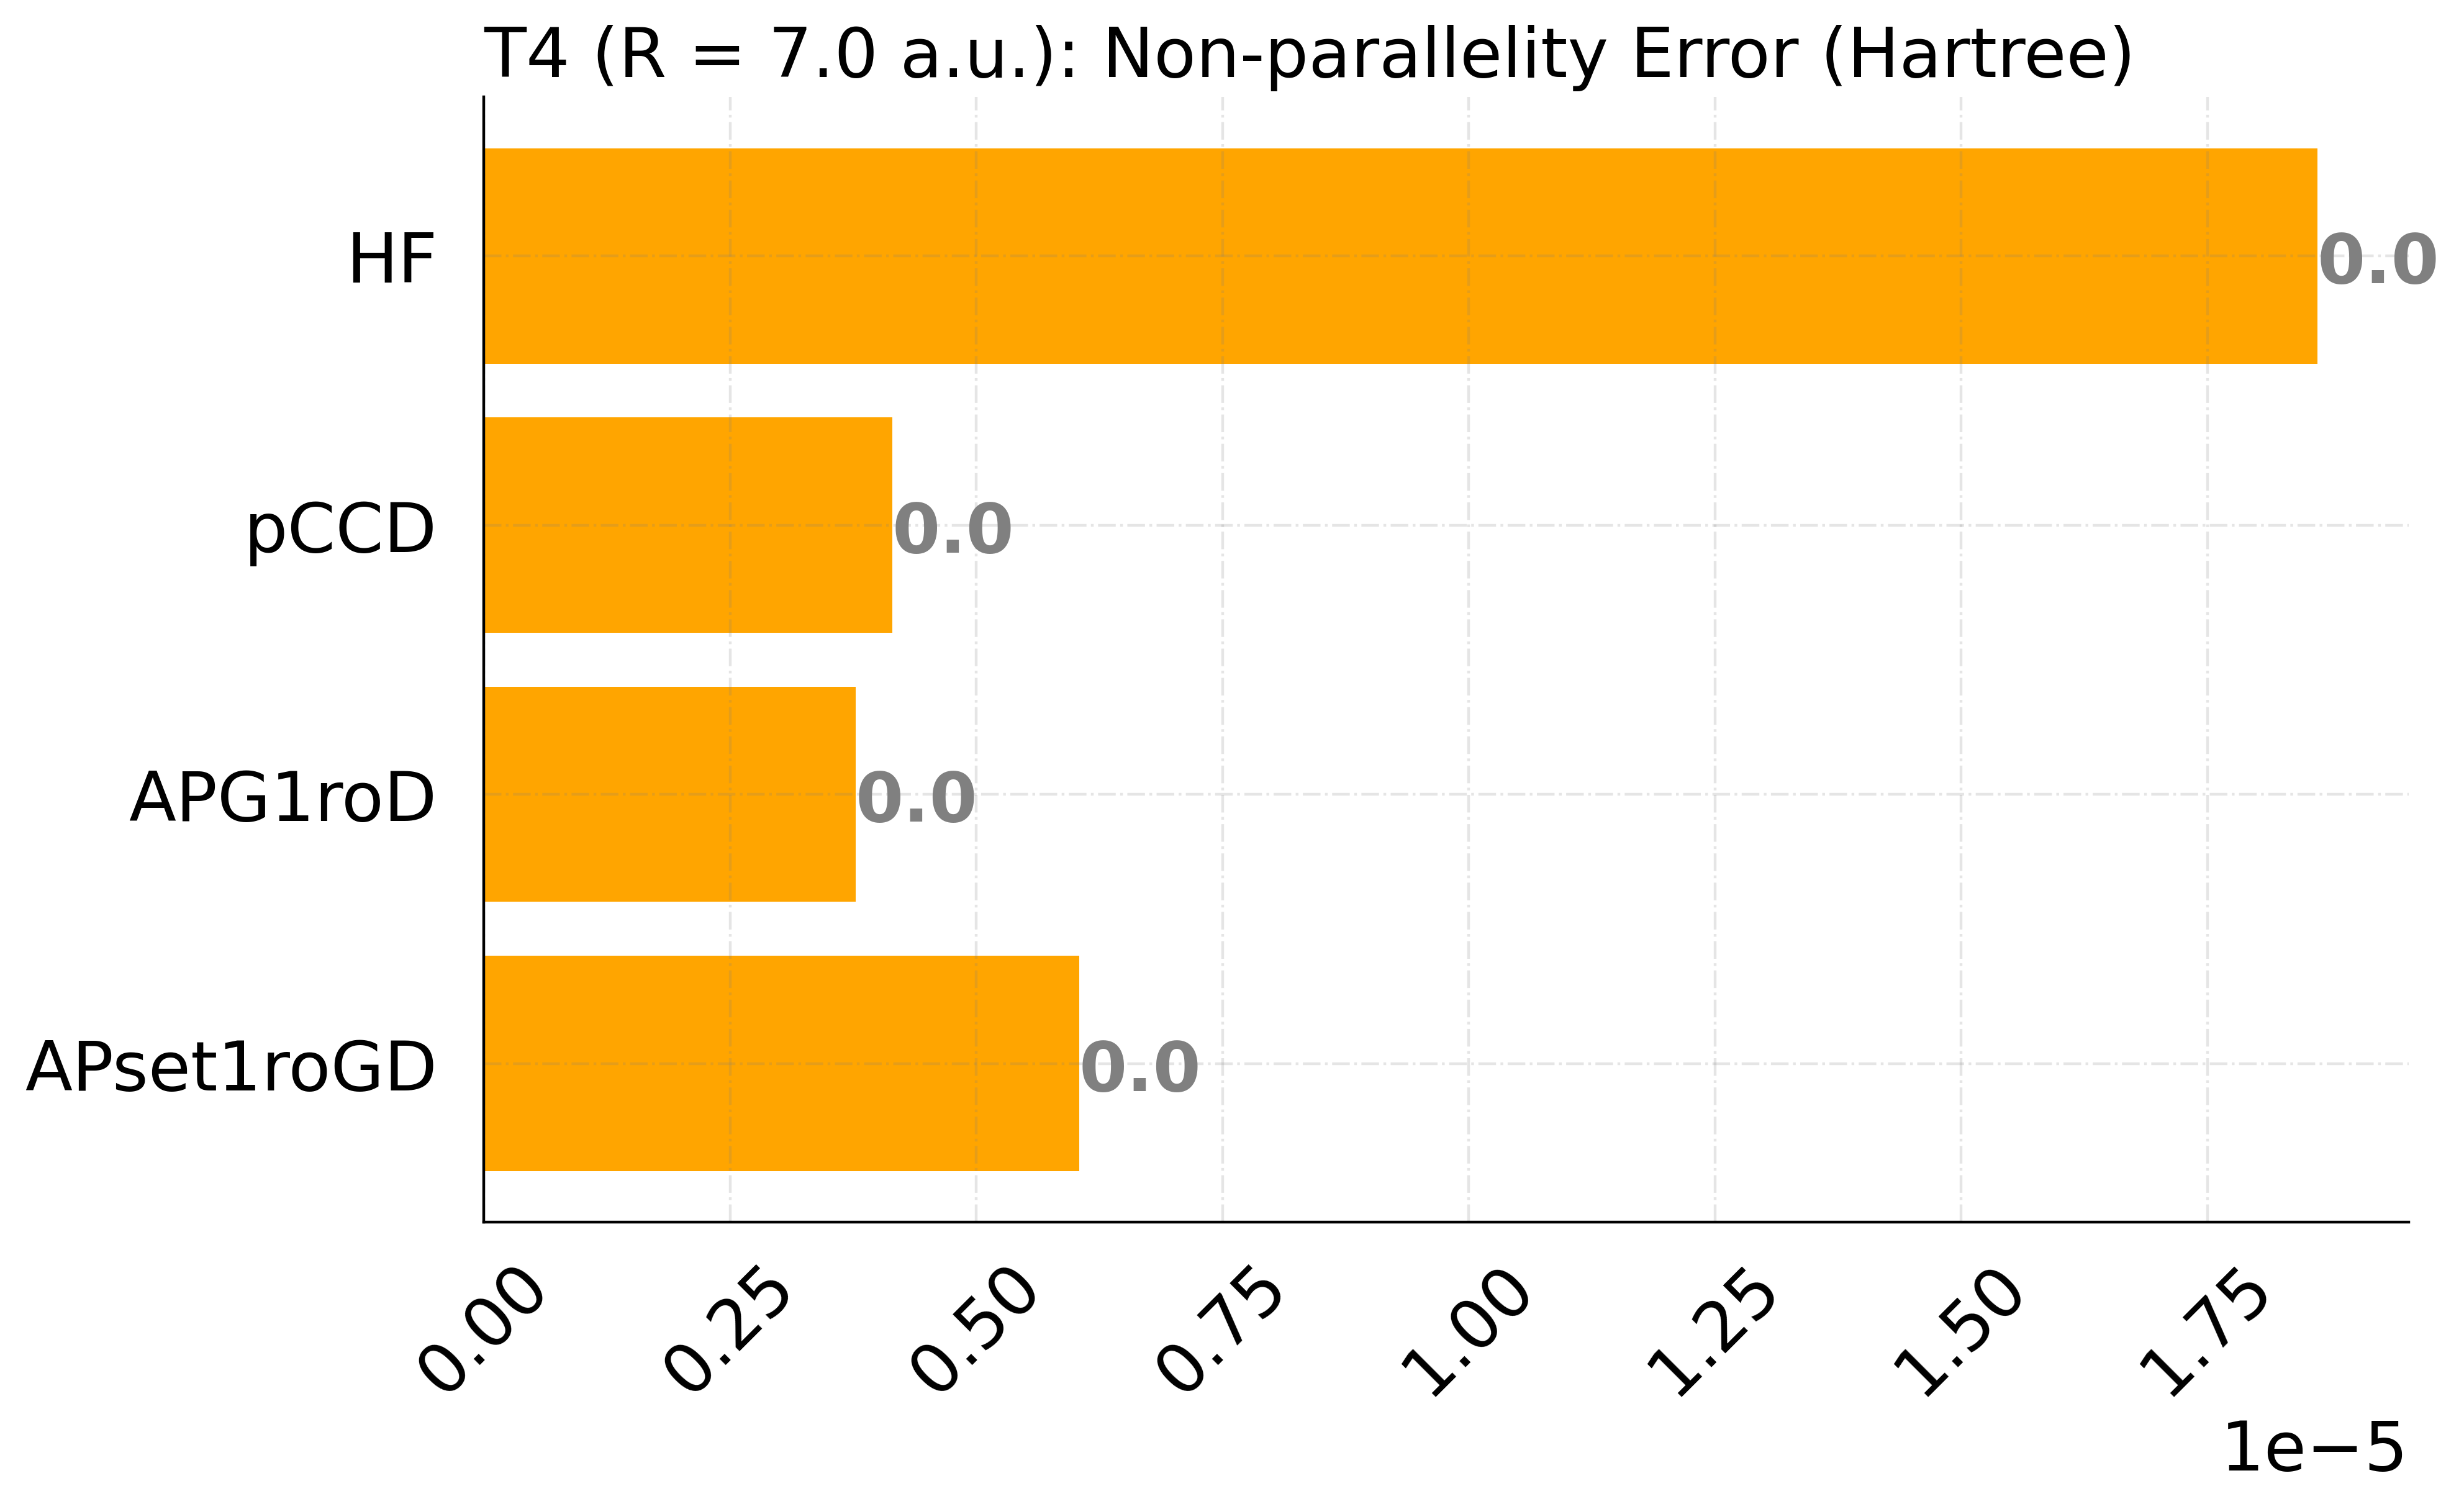 T4 (R = 7.0 a.u.): Non-parallelity Error (Hartree)
HF
0.0
pCCD
0.0
APG1roD
0.0
APset1roGD
0.0
0.00 0.25 0.50 0.75 1.00 1.25 1.50 1.75
1e−5